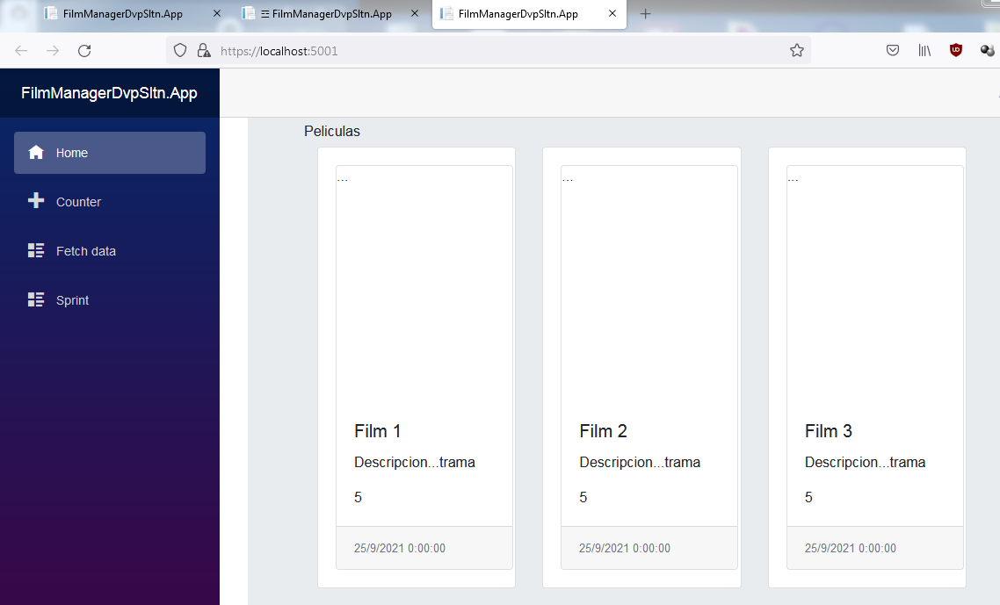 FilmManagerDvpSltn.App
FilmManagerDvpSltn.App
FilmManagerDvpSltn.App
https://localhost:5001
FilmManagerDvpSltn.App
Home
Counter
Fetch data
Sprint
Peliculas
... ... ...
Film 1 Film 2 Film 3
Descripcion...trama Descripcion...trama Descripcion...trama
5 5 5
25/9/2021 0:00:00 25/9/2021 0:00:00 25/9/2021 0:00:00